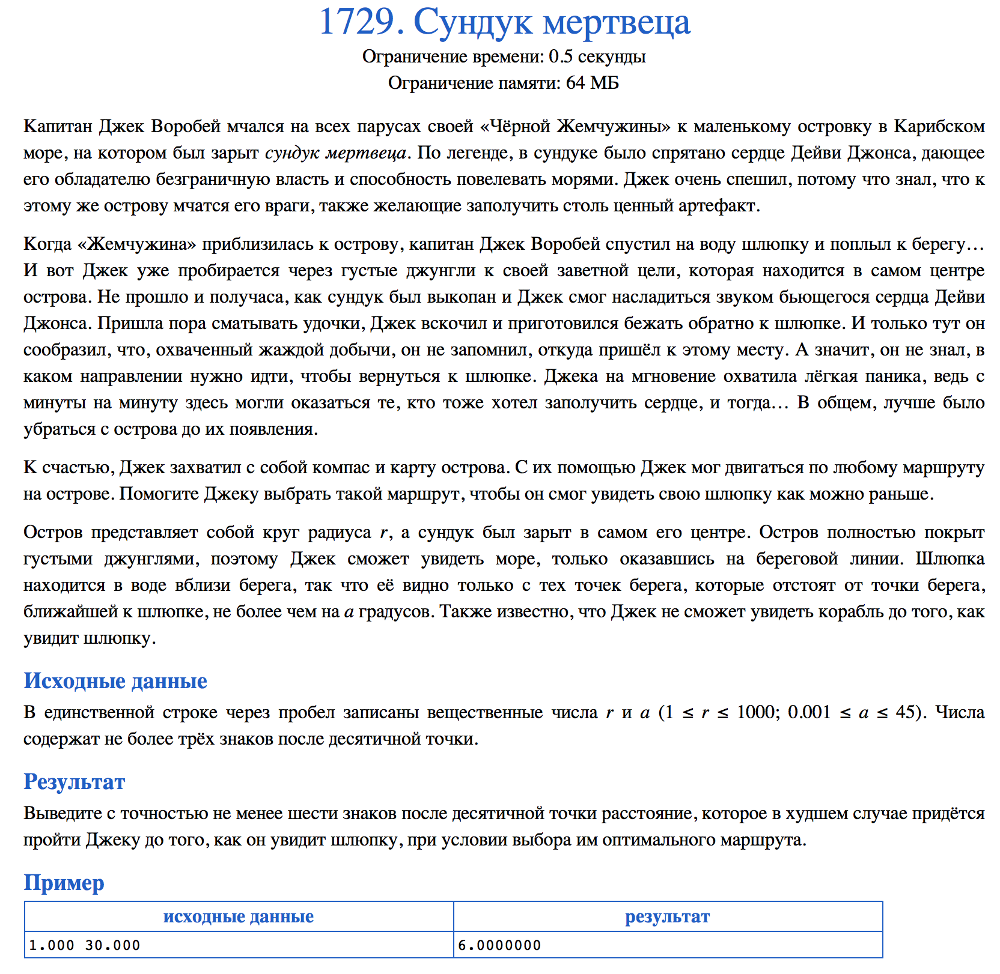 1729. Сундук мертвеца
Ограничение времени: 0.5 секунды
Ограничение памяти: 64 МБ
Капитан Джек Воробей мчался на всех парусах своей «Чёрной Жемчужины» к маленькому островку в Карибском
море, на котором был зарыт сундук мертвеца. По легенде, в сундуке было спрятано сердце Дейви Джонса, дающее
его обладателю безграничную власть и способность повелевать морями. Джек очень спешил, потому что знал, что к
этому же острову мчатся его враги, также желающие заполучить столь ценный артефакт.
Когда «Жемчужина» приблизилась к острову, капитан Джек Воробей спустил на воду шлюпку и поплыл к берегу…
И вот Джек уже пробирается через густые джунгли к своей заветной цели, которая находится в самом центре
острова. Не прошло и получаса, как сундук был выкопан и Джек смог насладиться звуком бьющегося сердца Дейви
Джонса. Пришла пора сматывать удочки, Джек вскочил и приготовился бежать обратно к шлюпке. И только тут он
сообразил, что, охваченный жаждой добычи, он не запомнил, откуда пришёл к этому месту. А значит, он не знал, в
каком направлении нужно идти, чтобы вернуться к шлюпке. Джека на мгновение охватила лёгкая паника, ведь с
минуты на минуту здесь могли оказаться те, кто тоже хотел заполучить сердце, и тогда… В общем, лучше было
убраться с острова до их появления.
К счастью, Джек захватил с собой компас и карту острова. С их помощью Джек мог двигаться по любому маршруту
на острове. Помогите Джеку выбрать такой маршрут, чтобы он смог увидеть свою шлюпку как можно раньше.
Остров представляет собой круг радиуса r, а сундук был зарыт в самом его центре. Остров полностью покрыт
густыми джунглями, поэтому Джек сможет увидеть море, только оказавшись на береговой линии. Шлюпка
находится в воде вблизи берега, так что её видно только с тех точек берега, которые отстоят от точки берега,
ближайшей к шлюпке, не более чем на a градусов. Также известно, что Джек не сможет увидеть корабль до того, как
увидит шлюпку.
Исходные данные
В единственной строке через пробел записаны вещественные числа r и a (1 ≤ r ≤ 1000; 0.001 ≤ a ≤ 45). Числа
содержат не более трёх знаков после десятичной точки.
Результат
Выведите с точностью не менее шести знаков после десятичной точки расстояние, которое в худшем случае придётся
пройти Джеку до того, как он увидит шлюпку, при условии выбора им оптимального маршрута.
Пример
исходные данные результат
1.000 30.000 6.0000000